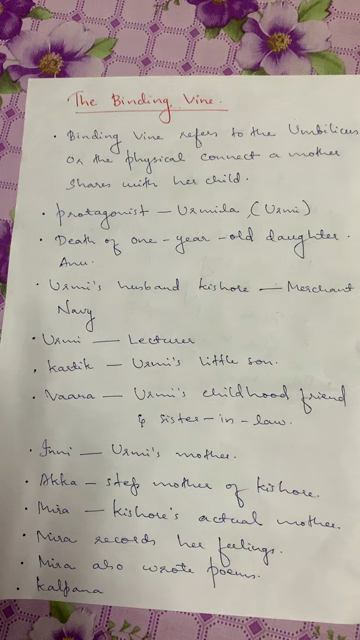 The Binding Vine.
• Binding Vine refers to the Umbilicus
Or the physical connect a mother
shares with her child.
• protagonist — Urmila (Urmi)
• Death of one-year-old daughter
Anu.
• Urmi's husband kishore — Merchant
Navy
• Urmi — Lecturer
• kartik — Urmi's little son.
• Vaana — Urmi's childhood friend
& sister-in-law.
• Inni — Urmi's mother.
• Akka — step mother of kishore.
• Mira — kishore's actual mother.
• Mira records her feelings.
• Mira also wrote poems.
• Kalpana